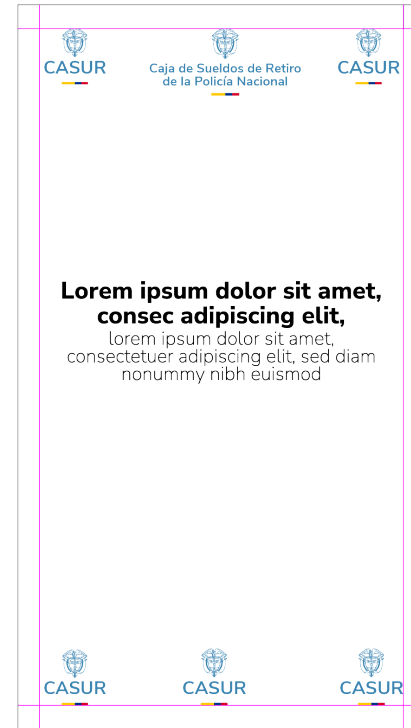 CASUR
Caja de Sueldos de Retiro
de la Policía Nacional
CASUR
Lorem ipsum dolor sit amet,
consec adipiscing elit,
lorem ipsum dolor sit amet,
consectetuer adipiscing elit, sed diam
nonummy nibh euismod
CASUR
CASUR
CASUR